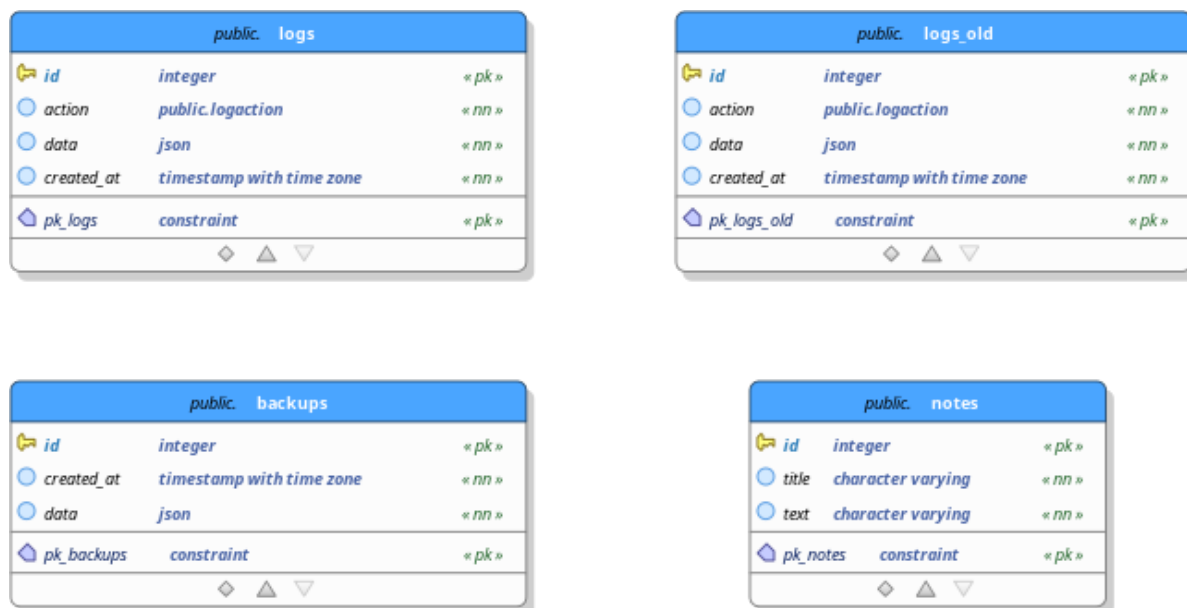 public. logs
id integer « pk »
action public.logaction « nn »
data json « nn »
created_at timestamp with time zone « nn »
pk_logs constraint « pk »
public. logs_old
id integer « pk »
action public.logaction « nn »
data json « nn »
created_at timestamp with time zone « nn »
pk_logs_old constraint « pk »
public. backups
id integer « pk »
created_at timestamp with time zone « nn »
data json « nn »
pk_backups constraint « pk »
public. notes
id integer « pk »
title character varying « nn »
text character varying « nn »
pk_notes constraint « pk »